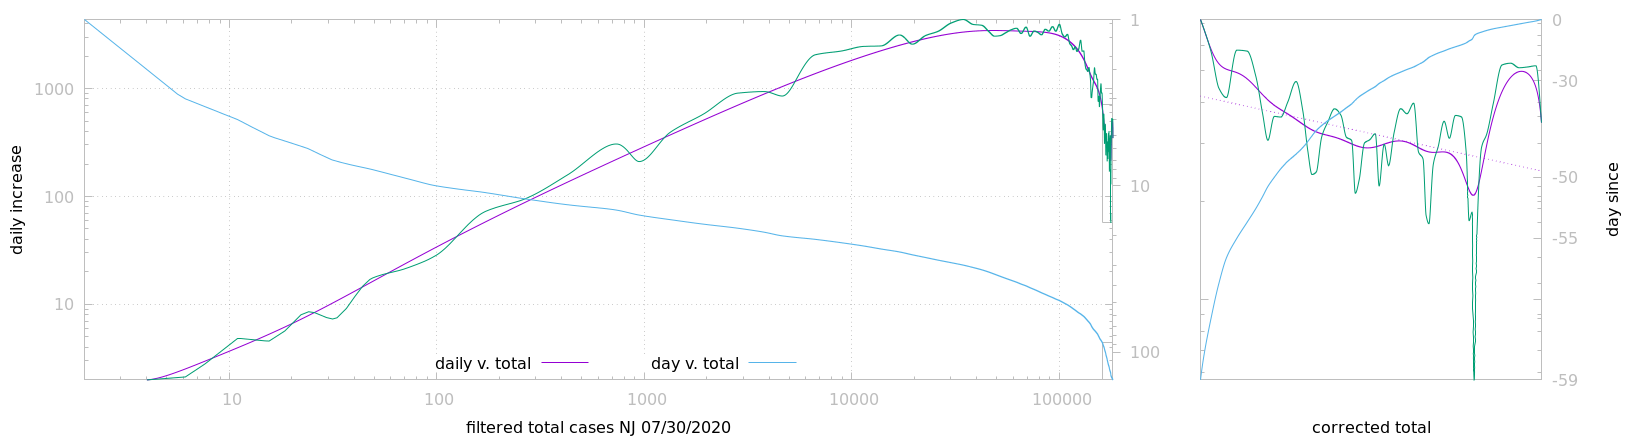 1000
100
10
daily increase
10
100
1000
10000
100000
filtered total cases NJ 07/30/2020
daily v. total
day v. total
1
10
100
0
-30
-50
-55
-59
day since
corrected total